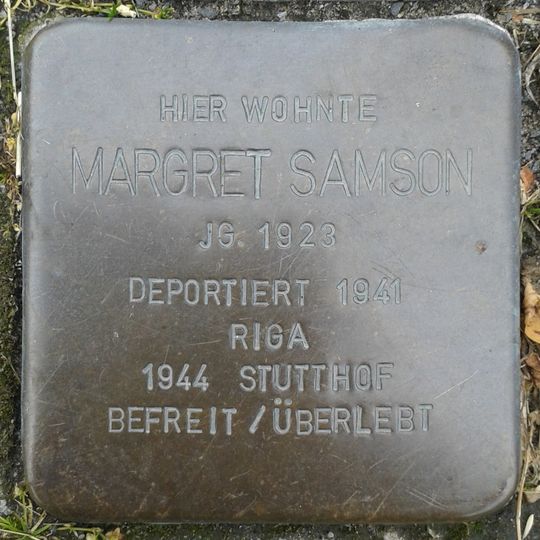 HIER WOHNTE
MARGRET SAMSON
JG. 1923
DEPORTIERT 1941
RIGA
1944 STUTTHOF
BEFREIT / ÜBERLEBT